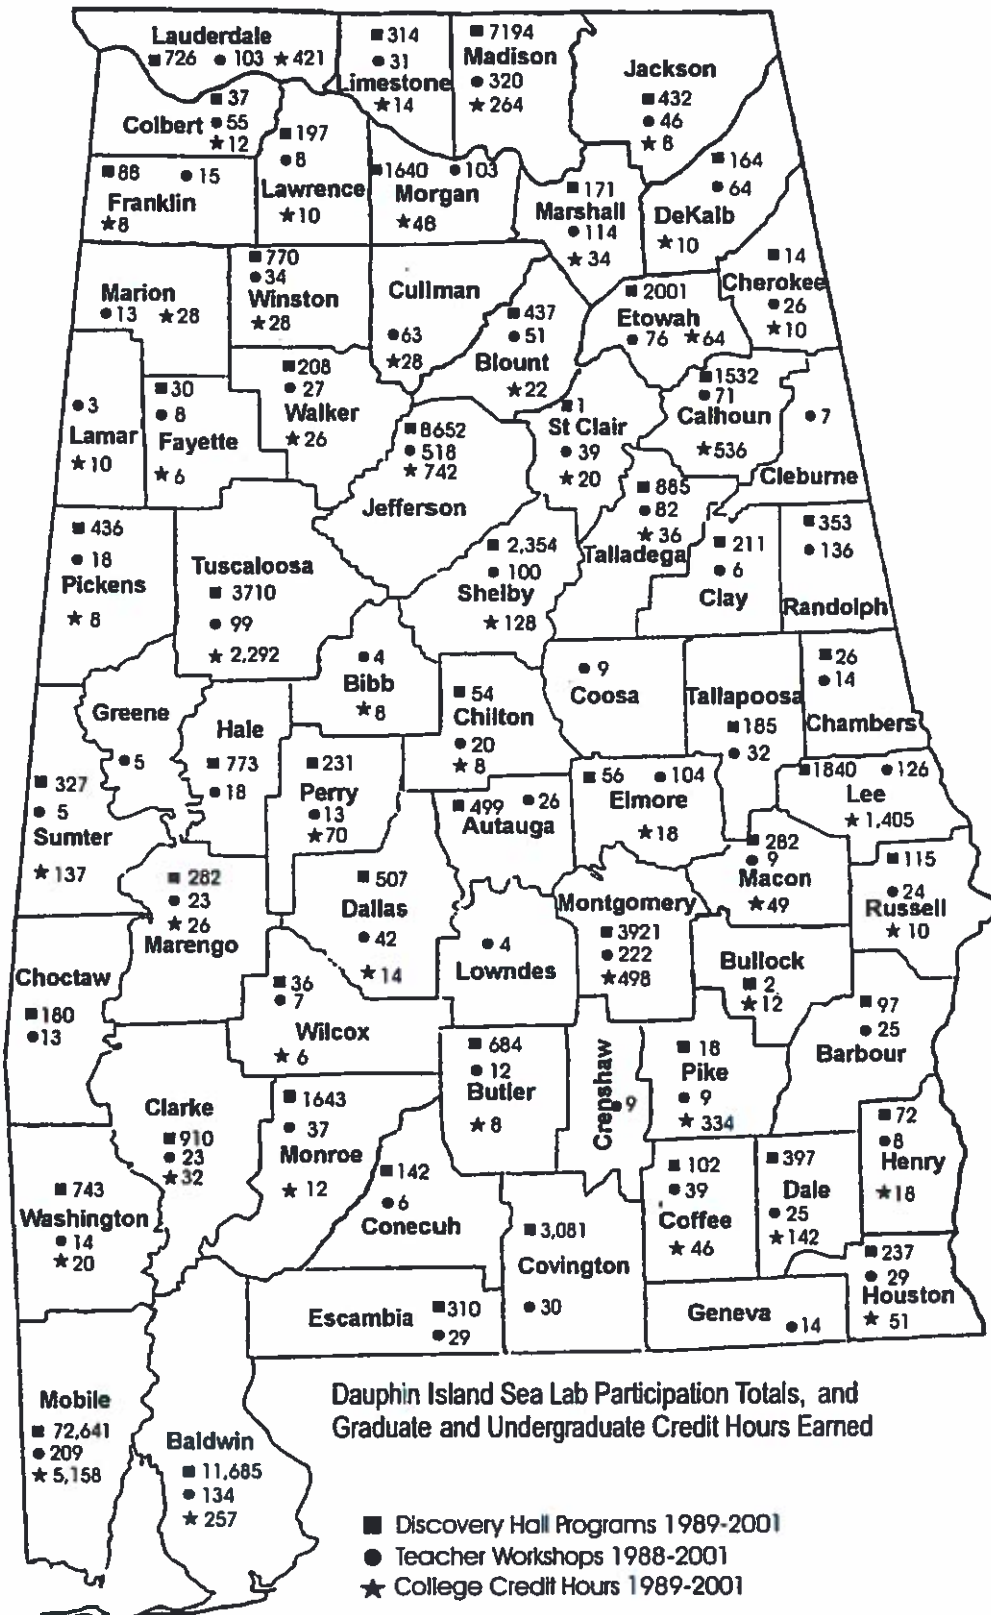 Lauderdale
■ 726 ● 103 ★ 421
■ 314
● 31
Limestone
★ 14
■ 7194
Madison
● 320
★ 264
Jackson
■ 432
● 46
★ 8
■ 37
Colbert ● 55
★ 12
■ 197
● 8
Lawrence
★ 10
■ 1640 ● 103
Morgan
★ 48
■ 88 ● 15
Franklin
★ 8
■ 171
Marshall
● 114
★ 34
■ 164
● 64
DeKalb
★ 10
■ 14
Cherokee
● 26
★ 10
Marion
● 13 ★ 28
■ 770
● 34
Winston
★ 28
Cullman
● 63
★ 28
■ 437
● 51
Blount
★ 22
■ 2001
Etowah
● 76 ★ 64
● 3
Lamar
★ 10
■ 30
● 8
Fayette
★ 6
■ 208
● 27
Walker
★ 26
■ 8652
● 518
★ 742
Jefferson
■ 1
St Clair
● 39
★ 20
■ 1532
● 71
Calhoun
★ 536
● 7
Cleburne
■ 436
● 18
Pickens
★ 8
Tuscaloosa
■ 3710
● 99
★ 2,292
■ 2,354
● 100
Shelby
★ 128
■ 885
● 82
★ 36
Talladega
■ 211
● 6
Clay
■ 353
● 136
Randolph
● 4
Bibb
★ 8
■ 54
Chilton
● 20
★ 8
● 9
Coosa
Tallapoosa
■ 185
● 32
■ 26
● 14
Chambers
Greene
● 5
Hale
■ 773
● 18
■ 231
Perry
● 13
★ 70
■ 327
● 5
Sumter
★ 137
■ 499 ● 26
Autauga
■ 56 ● 104
Elmore
★ 18
■ 1840 ● 126
Lee
★ 1,405
■ 282
● 9
Macon
★ 49
■ 115
● 24
Russell
★ 10
■ 282
● 23
★ 26
Marengo
■ 507
Dallas
● 42
★ 14
● 4
Lowndes
Montgomery
■ 3921
● 222
★ 498
Bullock
■ 2
★ 12
Choctaw
■ 180
● 13
■ 36
● 7
Wilcox
★ 6
■ 684
● 12
Butler
★ 8
Crenshaw
● 9
■ 18
Pike
● 9
★ 334
■ 97
● 25
Barbour
Clarke
■ 910
● 23
★ 32
■ 1643
● 37
Monroe
★ 12
■ 142
● 6
Conecuh
■ 72
● 8
Henry
★ 18
■ 743
Washington
● 14
★ 20
■ 3,081
Covington
● 30
■ 102
● 39
Coffee
★ 46
■ 397
Dale
● 25
★ 142
■ 237
● 29
Houston
★ 51
Escambia ■ 310
● 29
Geneva
● 14
Mobile
■ 72,641
● 209
★ 5,158
Baldwin
■ 11,685
● 134
★ 257
Dauphin Island Sea Lab Participation Totals, and
Graduate and Undergraduate Credit Hours Earned
■ Discovery Hall Programs 1989-2001
● Teacher Workshops 1988-2001
★ College Credit Hours 1989-2001